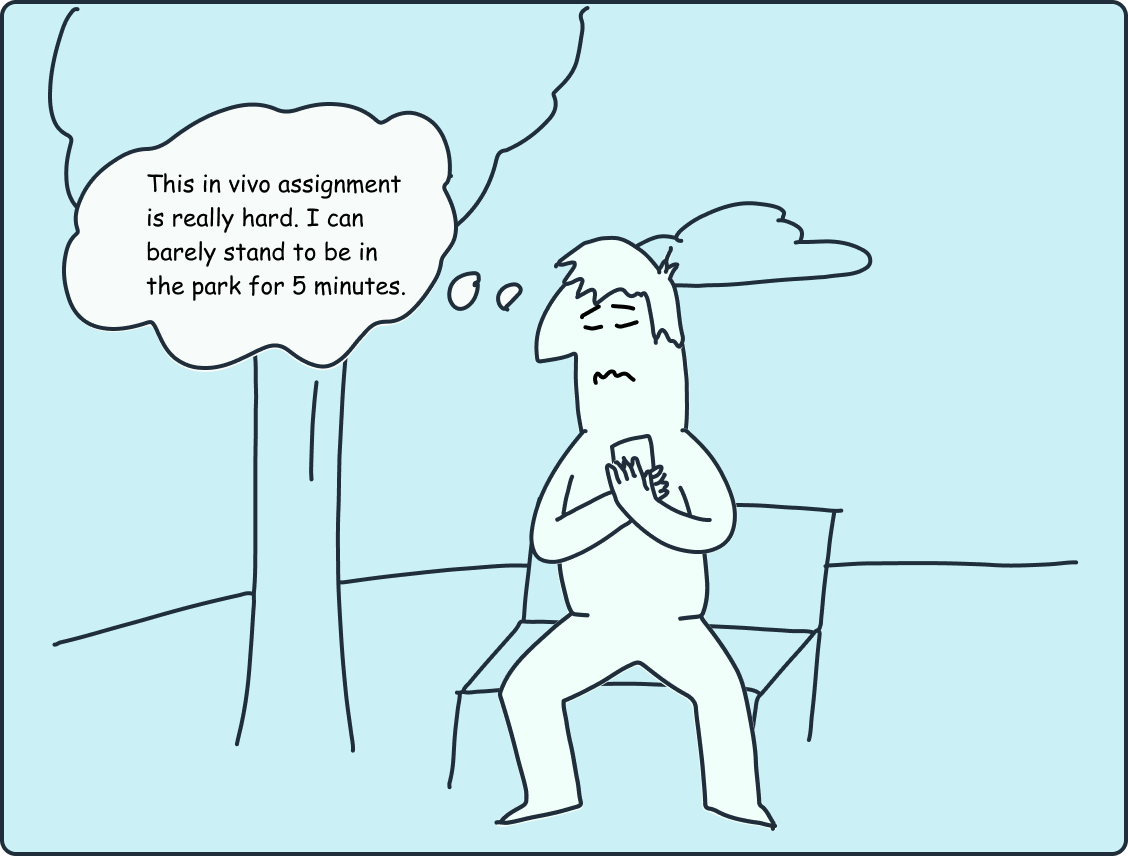 This in vivo assignment
is really hard. I can
barely stand to be in
the park for 5 minutes.